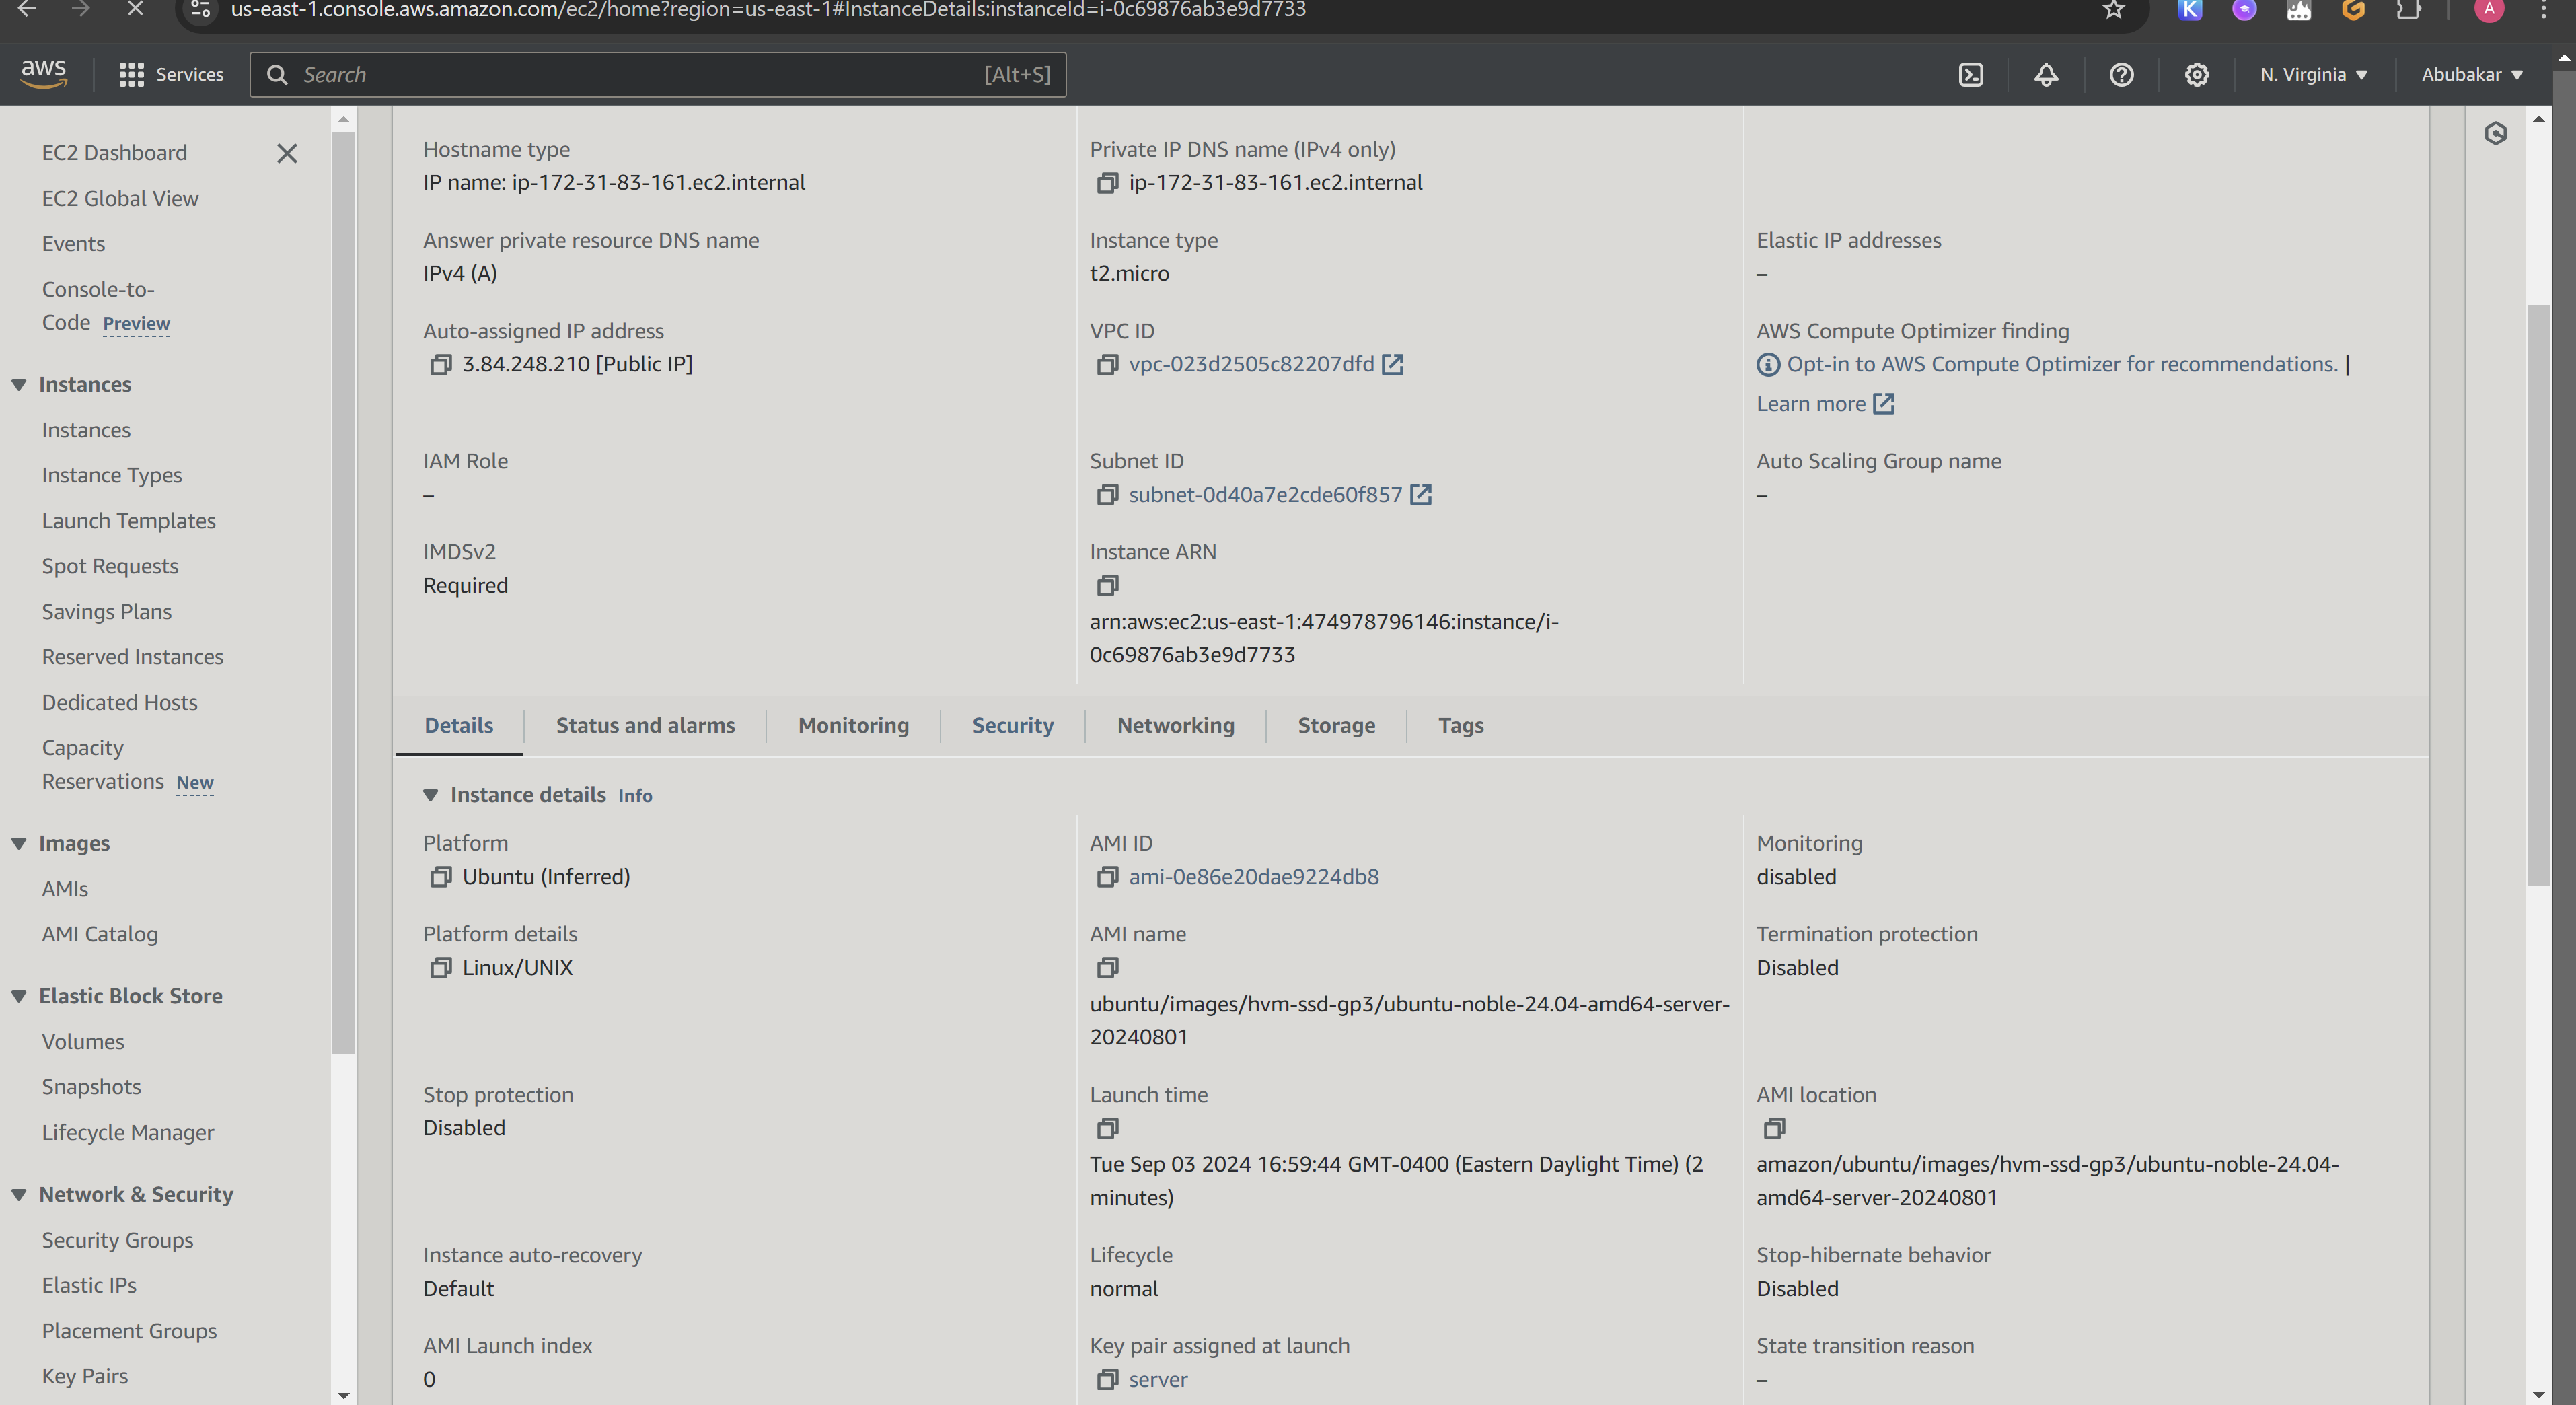 us-east-1.console.aws.amazon.com/ec2/home?region=us-east-1#InstanceDetails:instanceId=i-0c69876ab3e9d7733
K
A
aws
Services
Search
[Alt+S]
N. Virginia
Abubakar
EC2 Dashboard
EC2 Global View
Events
Console-to-
Code Preview
Instances
Instances
Instance Types
Launch Templates
Spot Requests
Savings Plans
Reserved Instances
Dedicated Hosts
Capacity
Reservations New
Images
AMIs
AMI Catalog
Elastic Block Store
Volumes
Snapshots
Lifecycle Manager
Network & Security
Security Groups
Elastic IPs
Placement Groups
Key Pairs
Hostname type
IP name: ip-172-31-83-161.ec2.internal
Private IP DNS name (IPv4 only)
ip-172-31-83-161.ec2.internal
Answer private resource DNS name
IPv4 (A)
Instance type
t2.micro
Elastic IP addresses
–
Auto-assigned IP address
3.84.248.210 [Public IP]
VPC ID
vpc-023d2505c82207dfd
AWS Compute Optimizer finding
Opt-in to AWS Compute Optimizer for recommendations. |
Learn more
IAM Role
–
Subnet ID
subnet-0d40a7e2cde60f857
Auto Scaling Group name
–
IMDSv2
Required
Instance ARN
arn:aws:ec2:us-east-1:474978796146:instance/i-
0c69876ab3e9d7733
Details
Status and alarms
Monitoring
Security
Networking
Storage
Tags
Instance details Info
Platform
Ubuntu (Inferred)
AMI ID
ami-0e86e20dae9224db8
Monitoring
disabled
Platform details
Linux/UNIX
AMI name
ubuntu/images/hvm-ssd-gp3/ubuntu-noble-24.04-amd64-server-
20240801
Termination protection
Disabled
Stop protection
Disabled
Launch time
Tue Sep 03 2024 16:59:44 GMT-0400 (Eastern Daylight Time) (2
minutes)
AMI location
amazon/ubuntu/images/hvm-ssd-gp3/ubuntu-noble-24.04-
amd64-server-20240801
Instance auto-recovery
Default
Lifecycle
normal
Stop-hibernate behavior
Disabled
AMI Launch index
0
Key pair assigned at launch
server
State transition reason
–